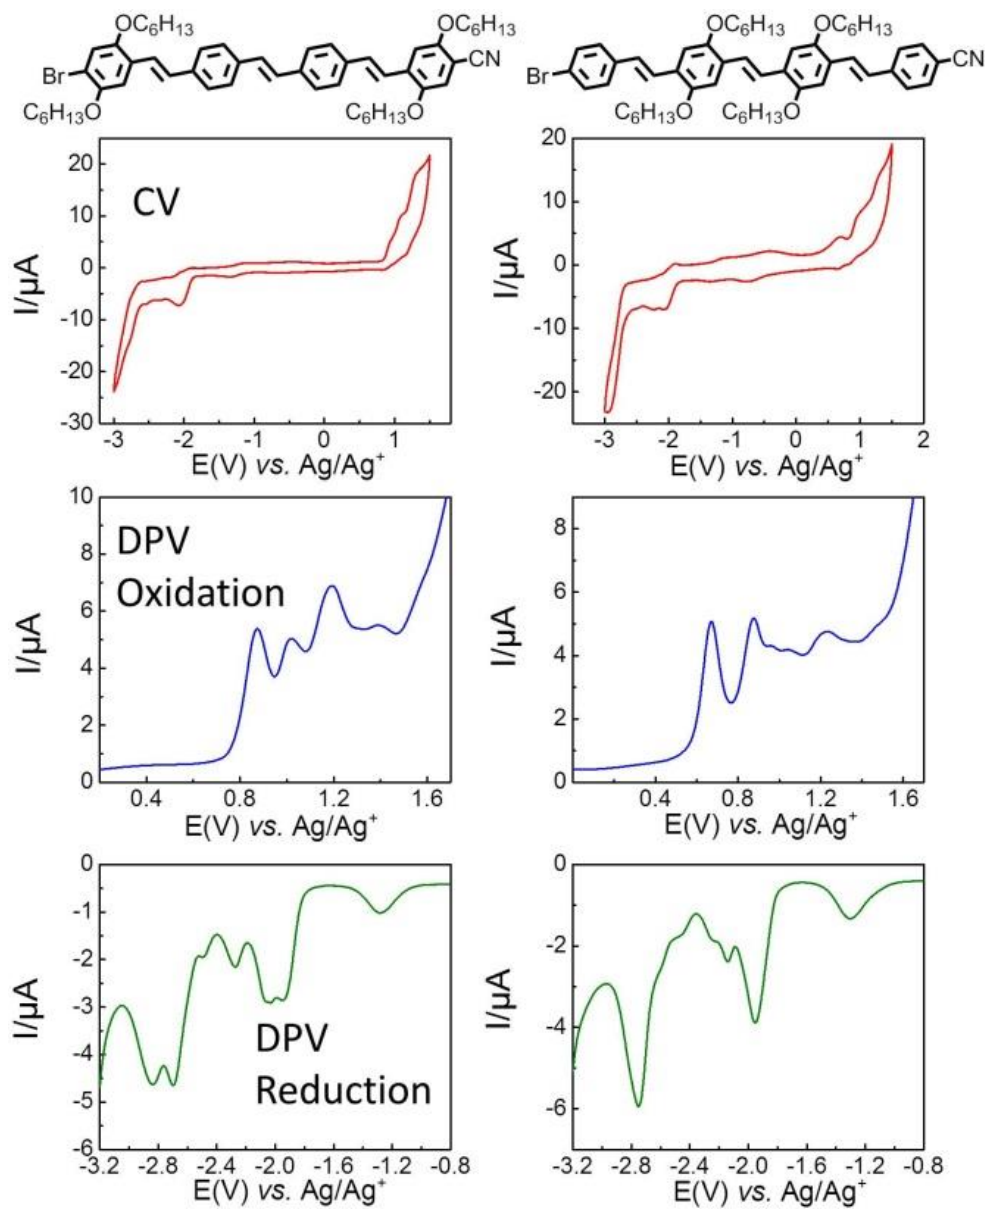 OC₆H₁₃ OC₆H₁₃ OC₆H₁₃ OC₆H₁₃
Br CN Br CN
C₆H₁₃O C₆H₁₃O C₆H₁₃O C₆H₁₃O
CV
20
10
0
-10
-20
-30
I/µA
-3 -2 -1 0 1
E(V) vs. Ag/Ag⁺
20
10
0
-10
-20
I/µA
-3 -2 -1 0 1 2
E(V) vs. Ag/Ag⁺
DPV
Oxidation
10
8
6
4
2
0
I/µA
0.4 0.8 1.2 1.6
E(V) vs. Ag/Ag⁺
8
6
4
2
0
I/µA
0.4 0.8 1.2 1.6
E(V) vs. Ag/Ag⁺
0
-1
-2
-3
-4
-5
-6
I/µA
DPV
Reduction
-3.2 -2.8 -2.4 -2.0 -1.6 -1.2 -0.8
E(V) vs. Ag/Ag⁺
0
-2
-4
-6
I/µA
-3.2 -2.8 -2.4 -2.0 -1.6 -1.2 -0.8
E(V) vs. Ag/Ag⁺